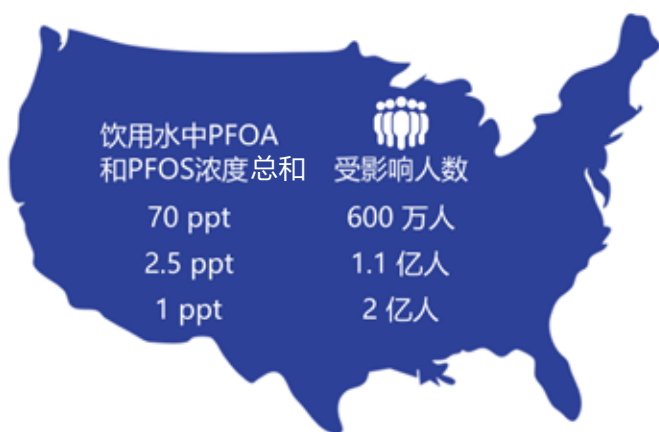 饮用水中PFOA
和PFOS浓度总和 受影响人数
70 ppt 600 万人
2.5 ppt 1.1 亿人
1 ppt 2 亿人